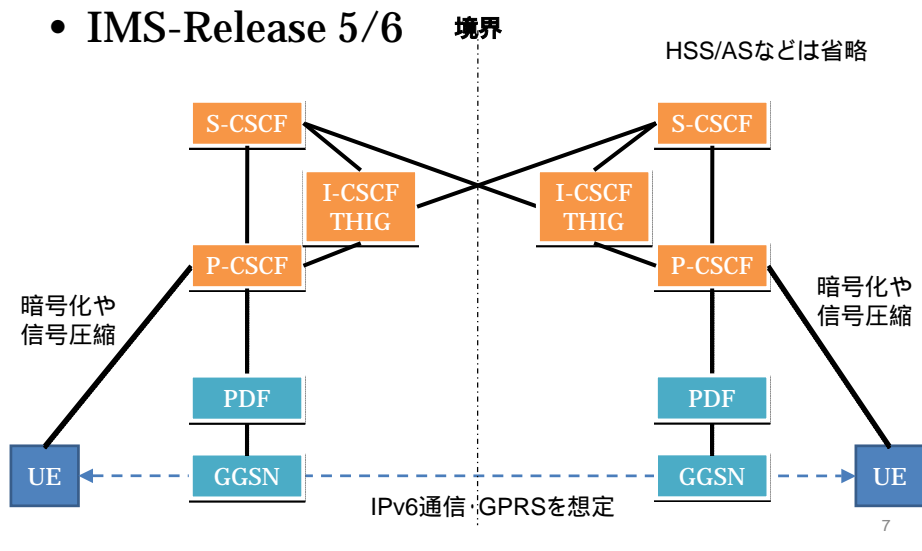 • IMS-Release 5/6
境界
HSS/ASなどは省略
S-CSCF
S-CSCF
I-CSCF
THIG
I-CSCF
THIG
P-CSCF
P-CSCF
暗号化や
信号圧縮
暗号化や
信号圧縮
PDF
PDF
UE
GGSN
GGSN
UE
IPv6通信・GPRSを想定
7